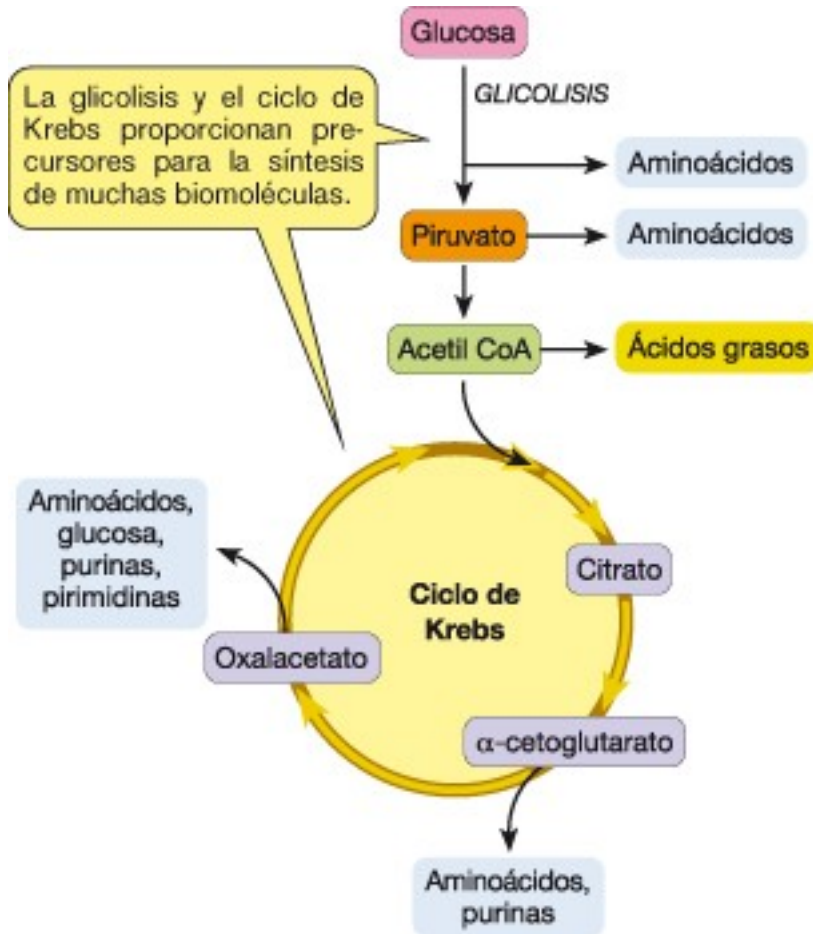 Glucosa
GLICOLISIS
La glicolisis y el ciclo de
Krebs proporcionan pre-
cursores para la síntesis
de muchas biomoléculas.
Aminoácidos
Piruvato
Aminoácidos
Acetil CoA
Ácidos grasos
Aminoácidos,
glucosa,
purinas,
pirimidinas
Citrato
Ciclo de
Krebs
Oxalacetato
α-cetoglutarato
Aminoácidos,
purinas